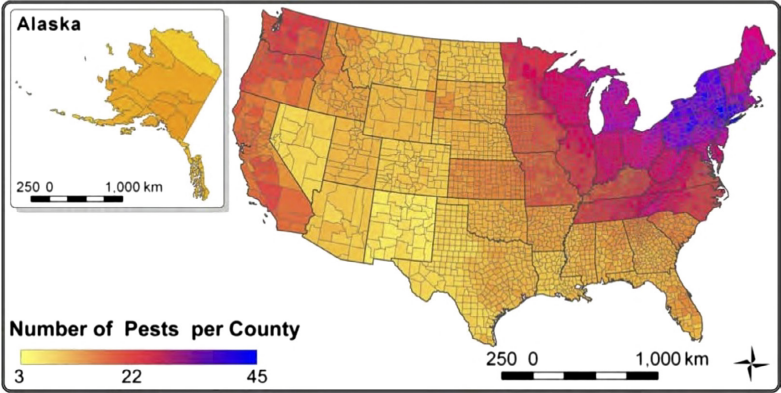 Alaska
250 0 1,000 km
Number of Pests per County
3 22 45
250 0 1,000 km